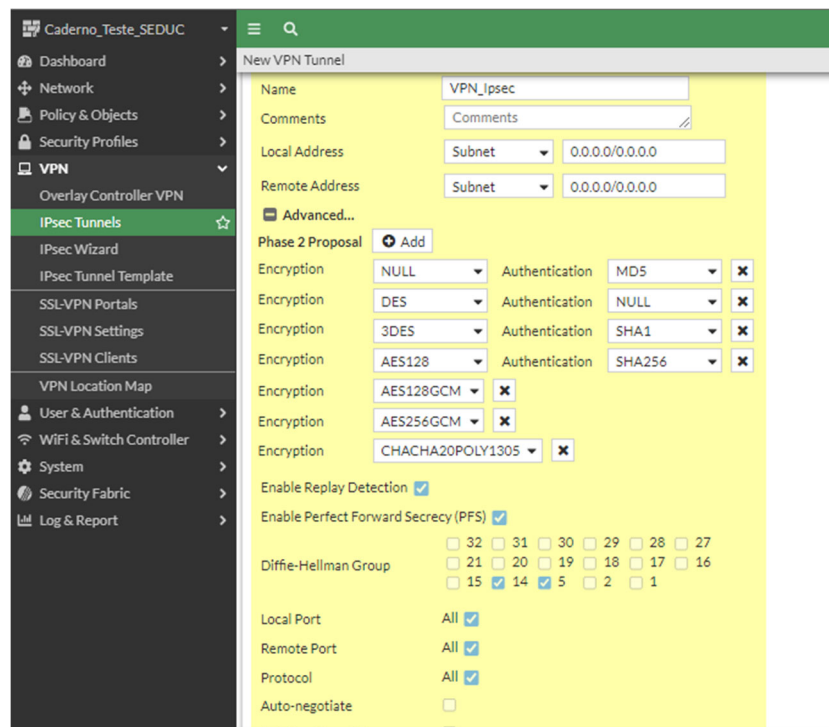 Caderno_Teste_SEDUC
Dashboard
Network
Policy & Objects
Security Profiles
VPN
Overlay Controller VPN
IPsec Tunnels
IPsec Wizard
IPsec Tunnel Template
SSL-VPN Portals
SSL-VPN Settings
SSL-VPN Clients
VPN Location Map
User & Authentication
WiFi & Switch Controller
System
Security Fabric
Log & Report
New VPN Tunnel
Name VPN_Ipsec
Comments Comments
Local Address Subnet 0.0.0.0/0.0.0.0
Remote Address Subnet 0.0.0.0/0.0.0.0
Advanced...
Phase 2 Proposal Add
Encryption NULL Authentication MD5
Encryption DES Authentication NULL
Encryption 3DES Authentication SHA1
Encryption AES128 Authentication SHA256
Encryption AES128GCM
Encryption AES256GCM
Encryption CHACHA20POLY1305
Enable Replay Detection
Enable Perfect Forward Secrecy (PFS)
Diffie-Hellman Group
32 31 30 29 28 27
21 20 19 18 17 16
15 14 5 2 1
Local Port All
Remote Port All
Protocol All
Auto-negotiate